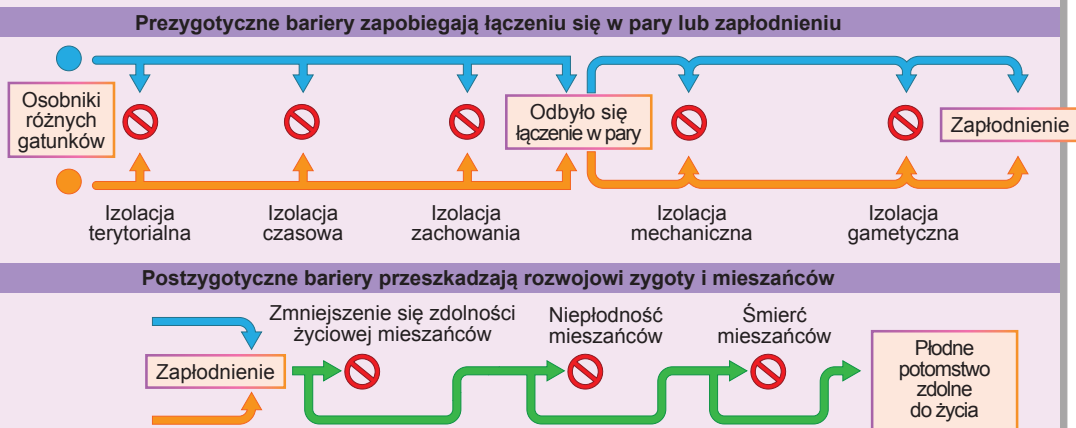 Prezygotyczne bariery zapobiegają łączeniu się w pary lub zapłodnieniu
Osobniki
różnych
gatunków
Odbyło się
łączenie w pary
Zapłodnienie
Izolacja
terytorialna
Izolacja
czasowa
Izolacja
zachowania
Izolacja
mechaniczna
Izolacja
gametyczna
Postzygotyczne bariery przeszkadzają rozwojowi zygoty i mieszańców
Zapłodnienie
Zmniejszenie się zdolności
życiowej mieszańców
Niepłodność
mieszańców
Śmierć
mieszańców
Płodne
potomstwo
zdolne
do życia